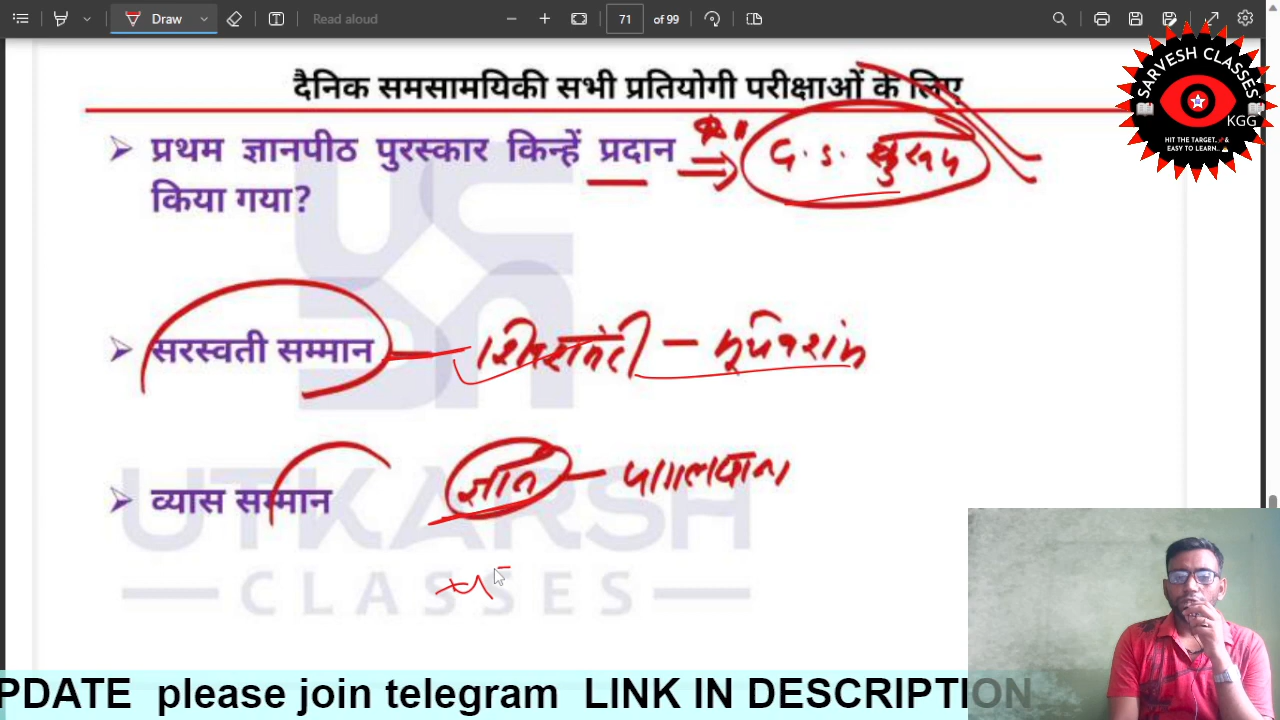 Draw
Read aloud
71 of 99
SARVESH CLASSES
KGG
HIT THE TARGET &
EASY TO LEARN..
दैनिक समसामयिकी सभी प्रतियोगी परीक्षाओं के लिए
प्रथम ज्ञानपीठ पुरस्कार किन्हें प्रदान
किया गया?
G. S.
सरस्वती सम्मान
व्यास सम्मान
UTKARSH
CLASSES
PDATE please join telegram LINK IN DESCRIPTION